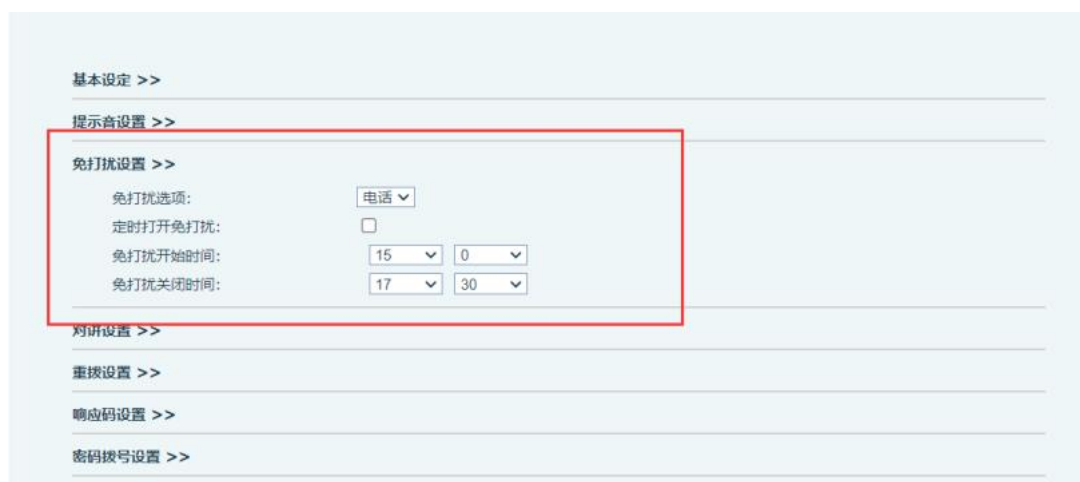 基本设定 >>
提示音设置 >>
免打扰设置 >>
免打扰选项: 电话
定时打开免打扰:
免打扰开始时间: 15 0
免打扰关闭时间: 17 30
对讲设置 >>
重拨设置 >>
响应码设置 >>
密码拨号设置 >>